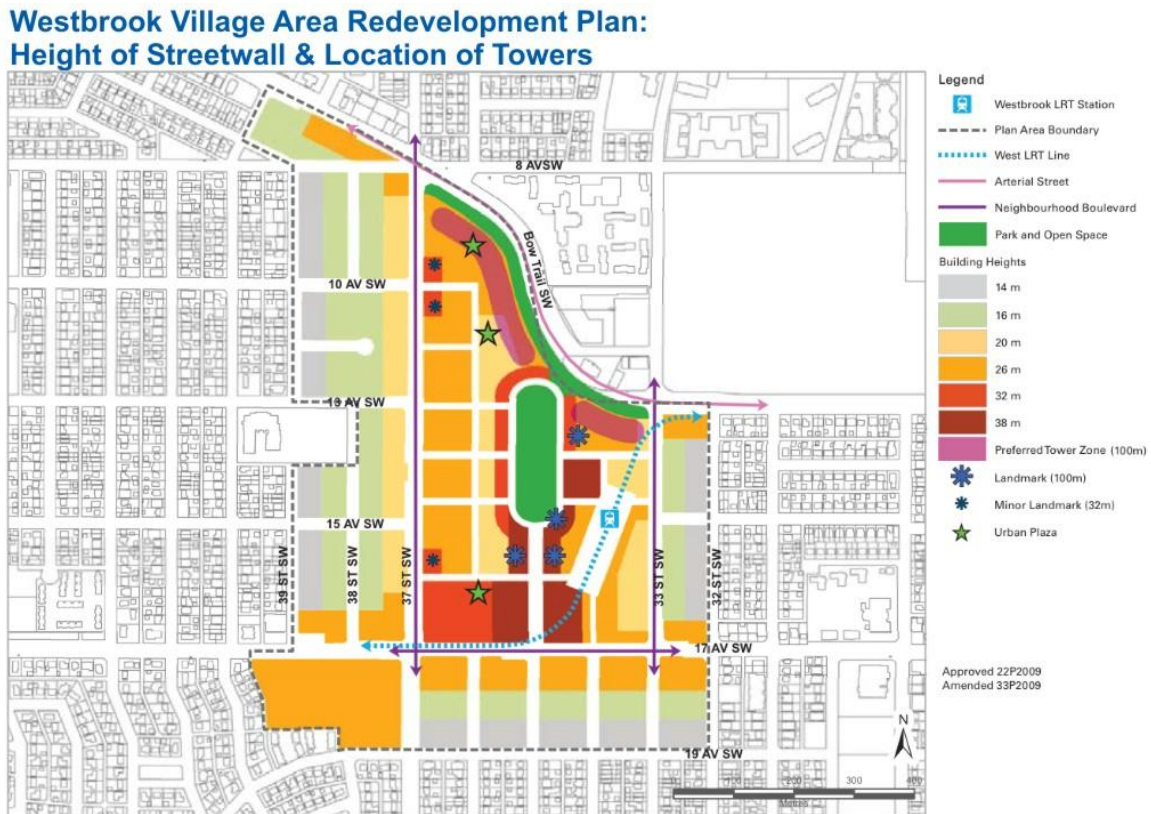 Westbrook Village Area Redevelopment Plan:
Height of Streetwall & Location of Towers
Legend
Westbrook LRT Station
Plan Area Boundary
West LRT Line
Arterial Street
Neighbourhood Boulevard
Park and Open Space
Building Heights
14 m
16 m
20 m
26 m
32 m
38 m
Preferred Tower Zone (100m)
Landmark (100m)
Minor Landmark (32m)
Urban Plaza
8 AVSW
Bow Trail SW
10 AV SW
13 AV SW
15 AV SW
39 ST SW
38 ST SW
37 ST SW
33 ST SW
32 ST SW
17 AV SW
19 AV SW
Approved 22P2009
Amended 33P2009
N
0 100 200 300 400
Metres